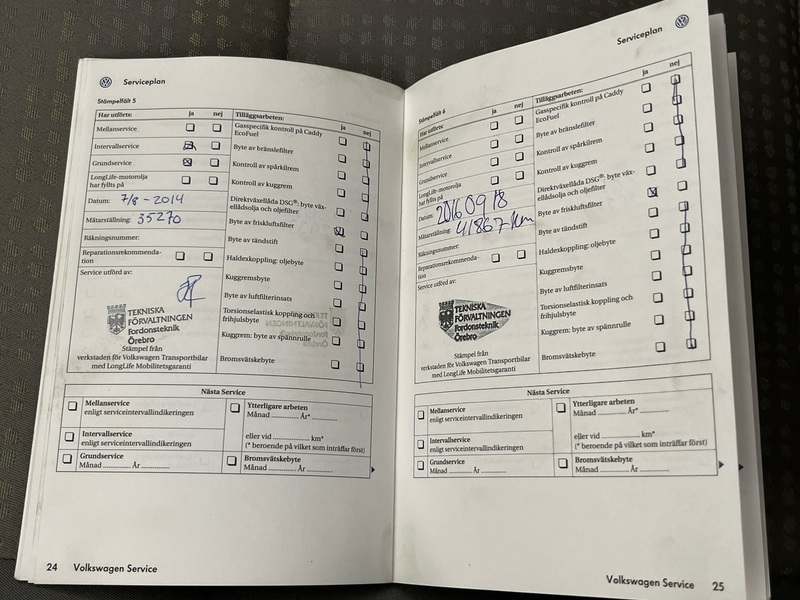 Serviceplan
Stämpelfält 5
Har utförts: ja nej
Mellanservice
Intervallservice
Grundservice
LongLife-motorolja
har fyllts på
Datum: 7/8-2014
Mätarställning: 35270
Räkningsnummer:
Reparationsrekommenda-
tion
Service utförd av:
TEKNISKA
FÖRVALTNINGEN
Fordonsteknik
Örebro
Stämpel från
verkstaden för Volkswagen Transportbilar
med LongLife Mobilitetsgaranti
Tilläggsarbeten:
ja nej
Gasspecifik kontroll på Caddy
EcoFuel
Byte av bränslefilter
Kontroll av spårkilrem
Kontroll av kuggrem
Direktväxellåda DSG®: byte väx-
ellådsolja och oljefilter
Byte av friskluftsfilter
Byte av tändstift
Haldexkoppling: oljebyte
Kuggremsbyte
Byte av luftfilterinsats
Torsionselastisk koppling och
frihjulsbyte
Kuggrem: byte av spännrulle
Bromsvätskebyte
Nästa Service
Mellanservice
enligt serviceintervallindikeringen
Intervallservice
enligt serviceintervallindikeringen
Grundservice
Månad ........... År ...........
Ytterligare arbeten
Månad ........... År* ...........
eller vid ........... km*
(* beroende på vilket som inträffar först)
Bromsvätskebyte
Månad ........... År ...........
24 Volkswagen Service
Serviceplan
Stämpelfält 6
Har utförts: ja nej
Mellanservice
Intervallservice
Grundservice
LongLife-motorolja
har fyllts på
Datum: 20160918
Mätarställning: 41867 km
Räkningsnummer:
Reparationsrekommenda-
tion
Service utförd av:
TEKNISKA
FÖRVALTNINGEN
Fordonsteknik
Örebro
Stämpel från
verkstaden för Volkswagen Transportbilar
med LongLife Mobilitetsgaranti
Tilläggsarbeten:
ja nej
Gasspecifik kontroll på Caddy
EcoFuel
Byte av bränslefilter
Kontroll av spårkilrem
Kontroll av kuggrem
Direktväxellåda DSG®: byte väx-
ellådsolja och oljefilter
Byte av friskluftsfilter
Byte av tändstift
Haldexkoppling: oljebyte
Kuggremsbyte
Byte av luftfilterinsats
Torsionselastisk koppling och
frihjulsbyte
Kuggrem: byte av spännrulle
Bromsvätskebyte
Nästa Service
Mellanservice
enligt serviceintervallindikeringen
Intervallservice
enligt serviceintervallindikeringen
Grundservice
Månad ........... År ...........
Ytterligare arbeten
Månad ........... År* ...........
eller vid ........... km*
(* beroende på vilket som inträffar först)
Bromsvätskebyte
Månad ........... År ...........
Volkswagen Service 25